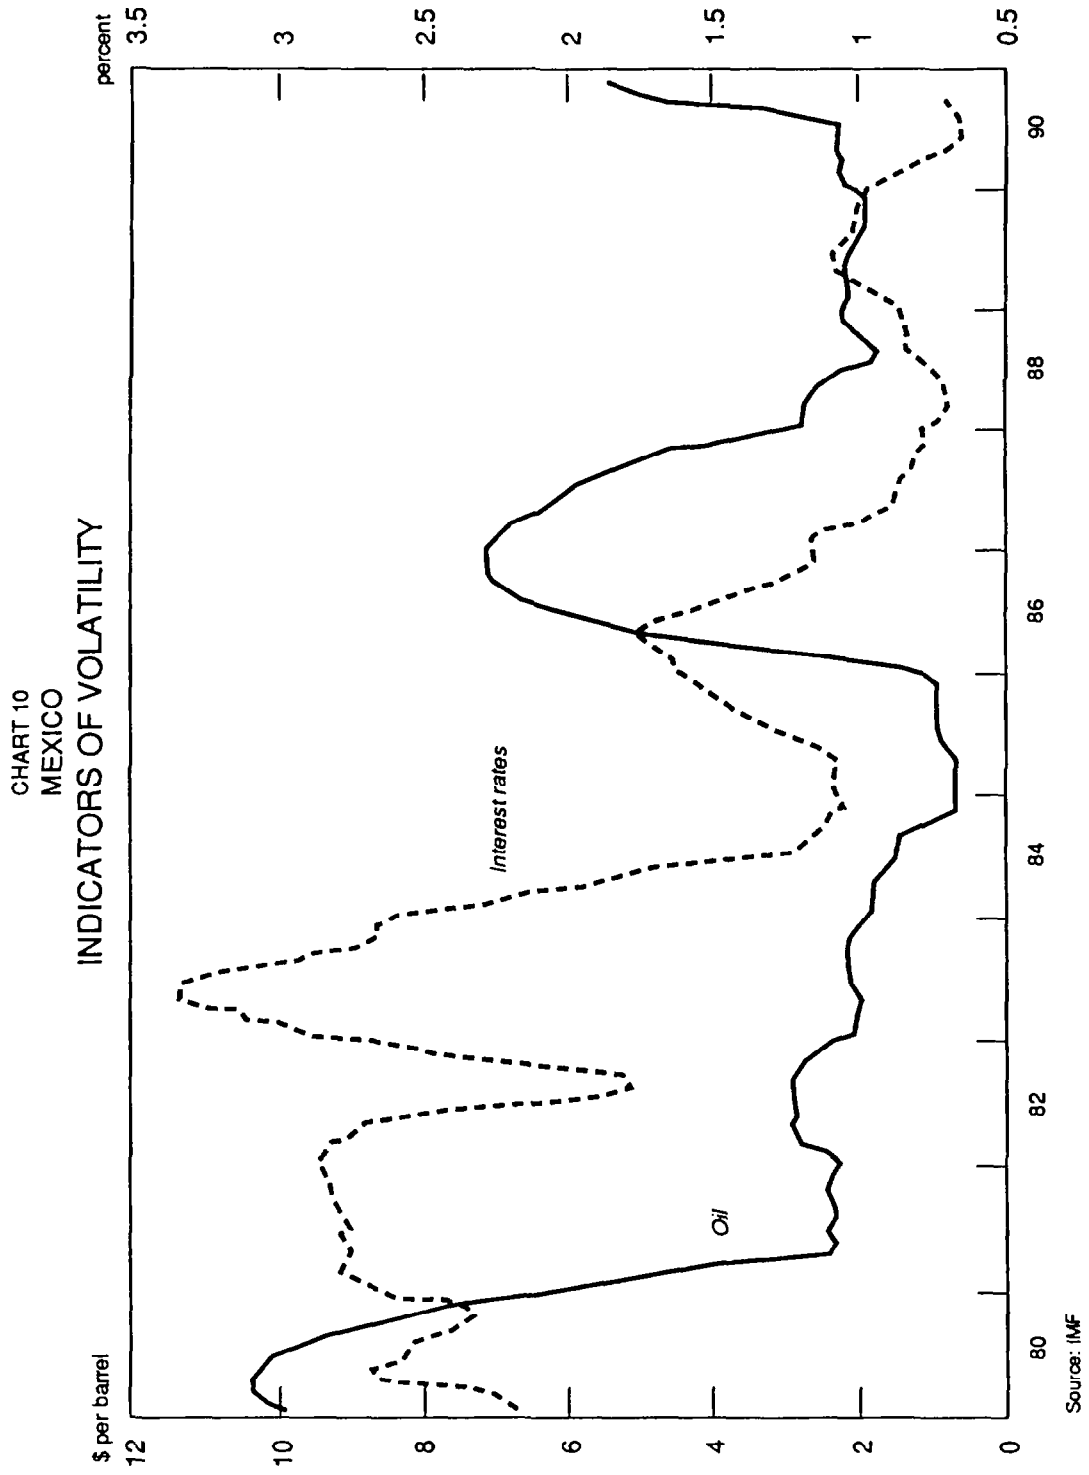 CHART 10
MEXICO
INDICATORS OF VOLATILITY
$ per barrel
percent
12
10
8
6
4
2
0
3.5
3
2.5
2
1.5
1
0.5
Interest rates
Oil
80
82
84
86
88
90
Source: IMF